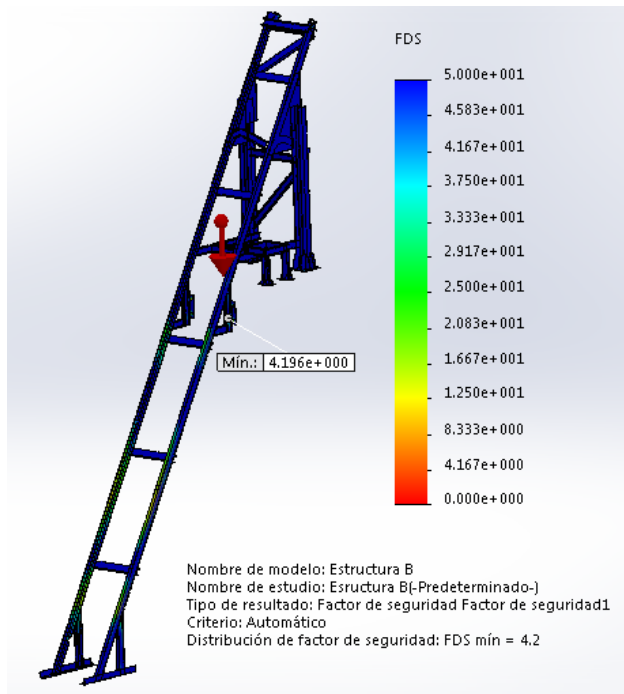 FDS
5.000e+001
4.583e+001
4.167e+001
3.750e+001
3.333e+001
2.917e+001
2.500e+001
2.083e+001
1.667e+001
1.250e+001
8.333e+000
4.167e+000
0.000e+000
Mín.: 4.196e+000
Nombre de modelo: Estructura B
Nombre de estudio: Esructura B(-Predeterminado-)
Tipo de resultado: Factor de seguridad Factor de seguridad1
Criterio: Automático
Distribución de factor de seguridad: FDS mín = 4.2